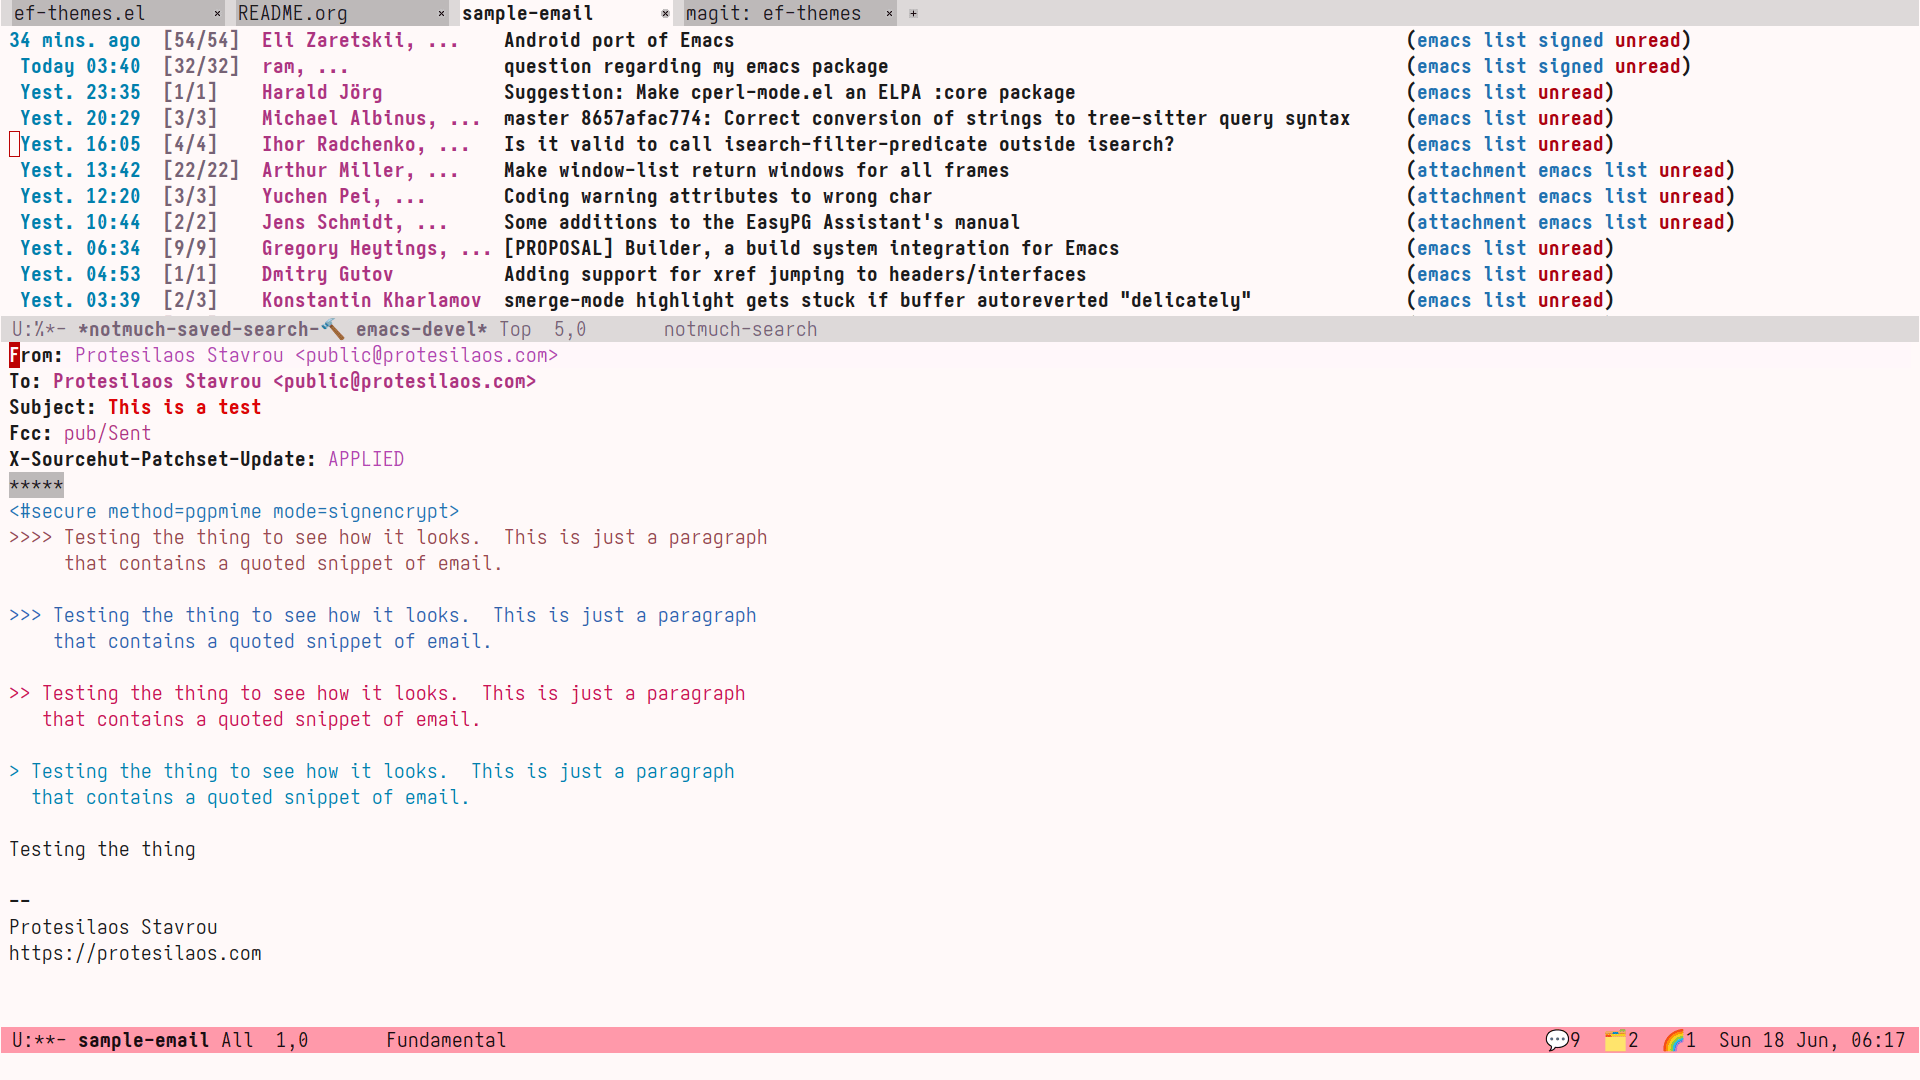 ef-themes.el × README.org × sample-email ⊗ magit: ef-themes × +
34 mins. ago [54/54] Eli Zaretskii, ... Android port of Emacs (emacs list signed unread)
Today 03:40 [32/32] ram, ... question regarding my emacs package (emacs list signed unread)
Yest. 23:35 [1/1] Harald Jörg Suggestion: Make cperl-mode.el an ELPA :core package (emacs list unread)
Yest. 20:29 [3/3] Michael Albinus, ... master 8657afac774: Correct conversion of strings to tree-sitter query syntax (emacs list unread)
Yest. 16:05 [4/4] Ihor Radchenko, ... Is it valid to call isearch-filter-predicate outside isearch? (emacs list unread)
Yest. 13:42 [22/22] Arthur Miller, ... Make window-list return windows for all frames (attachment emacs list unread)
Yest. 12:20 [3/3] Yuchen Pei, ... Coding warning attributes to wrong char (attachment emacs list unread)
Yest. 10:44 [2/2] Jens Schmidt, ... Some additions to the EasyPG Assistant's manual (attachment emacs list unread)
Yest. 06:34 [9/9] Gregory Heytings, ... [PROPOSAL] Builder, a build system integration for Emacs (emacs list unread)
Yest. 04:53 [1/1] Dmitry Gutov Adding support for xref jumping to headers/interfaces (emacs list unread)
Yest. 03:39 [2/3] Konstantin Kharlamov smerge-mode highlight gets stuck if buffer autoreverted "delicately" (emacs list unread)
U:%*- *notmuch-saved-search-🔨 emacs-devel* Top 5,0 notmuch-search
From: Protesilaos Stavrou <public@protesilaos.com>
To: Protesilaos Stavrou <public@protesilaos.com>
Subject: This is a test
Fcc: pub/Sent
X-Sourcehut-Patchset-Update: APPLIED
*****
<#secure method=pgpmime mode=signencrypt>
>>>> Testing the thing to see how it looks.  This is just a paragraph
that contains a quoted snippet of email.
>>> Testing the thing to see how it looks.  This is just a paragraph
that contains a quoted snippet of email.
>> Testing the thing to see how it looks.  This is just a paragraph
that contains a quoted snippet of email.
> Testing the thing to see how it looks.  This is just a paragraph
that contains a quoted snippet of email.
Testing the thing
--
Protesilaos Stavrou
https://protesilaos.com
U:**- sample-email All 1,0 Fundamental 💬9 🗂️2 🌈1 Sun 18 Jun, 06:17